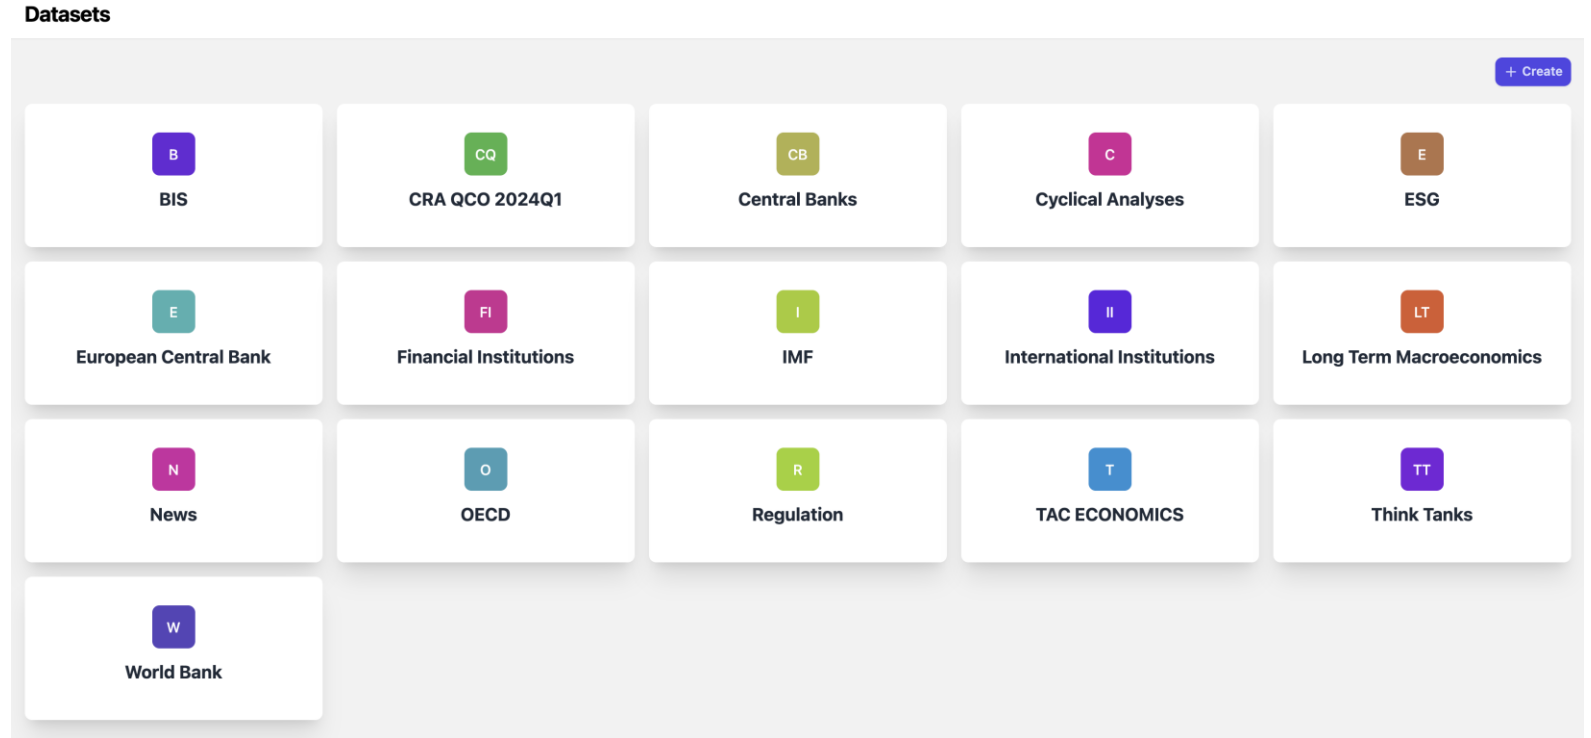 Datasets
+ Create
B
BIS
CQ
CRA QCO 2024Q1
CB
Central Banks
C
Cyclical Analyses
E
ESG
E
European Central Bank
FI
Financial Institutions
I
IMF
II
International Institutions
LT
Long Term Macroeconomics
N
News
O
OECD
R
Regulation
T
TAC ECONOMICS
TT
Think Tanks
W
World Bank